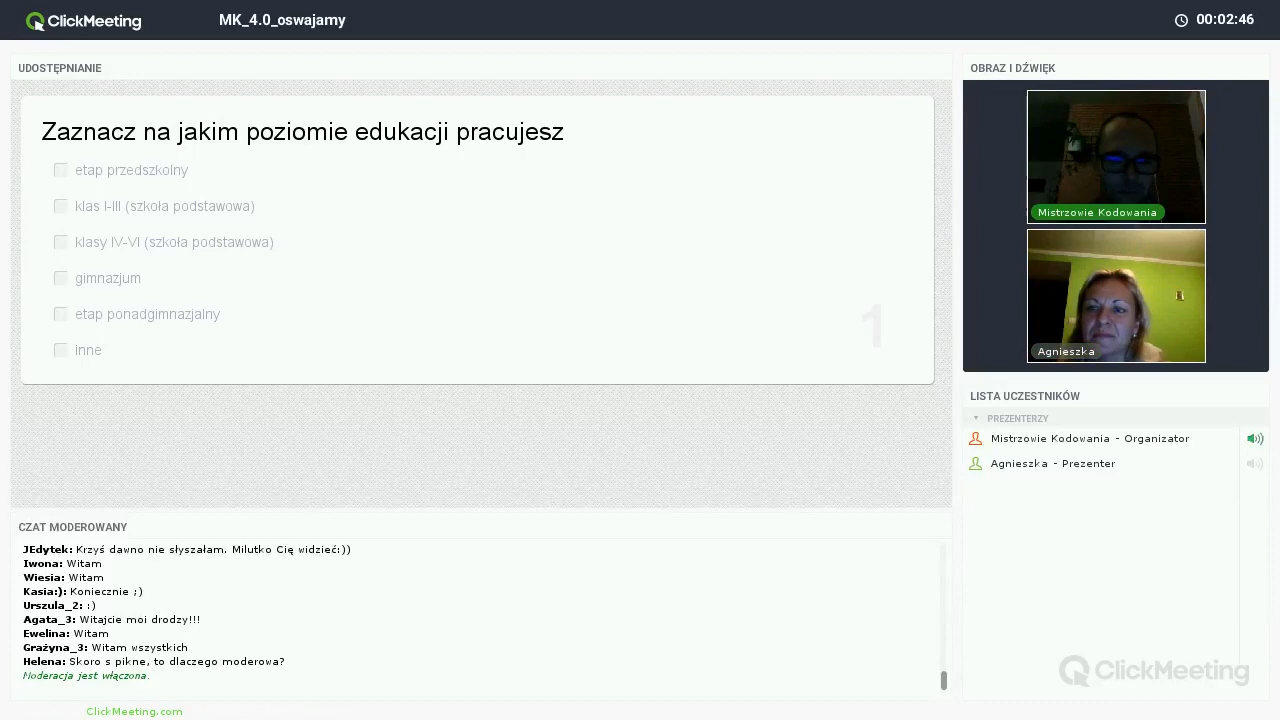 ClickMeeting
MK_4.0_oswajamy
00:02:46
UDOSTĘPNIANIE
Zaznacz na jakim poziomie edukacji pracujesz
etap przedszkolny
klas I-III (szkoła podstawowa)
klasy IV-VI (szkoła podstawowa)
gimnazjum
etap ponadgimnazjalny
inne
1
OBRAZ I DŹWIĘK
Mistrzowie Kodowania
Agnieszka
LISTA UCZESTNIKÓW
PREZENTERZY
Mistrzowie Kodowania - Organizator
Agnieszka - Prezenter
CZAT MODEROWANY
JEdytek: Krzyś dawno nie słyszałam. Milutko Cię widzieć:))
Iwona: Witam
Wiesia: Witam
Kasia:): Koniecznie ;)
Urszula_2: :)
Agata_3: Witajcie moi drodzy!!!
Ewelina: Witam
Grażyna_3: Witam wszystkich
Helena: Skoro s pikne, to dlaczego moderowa?
Moderacja jest włączona.
ClickMeeting
ClickMeeting.com